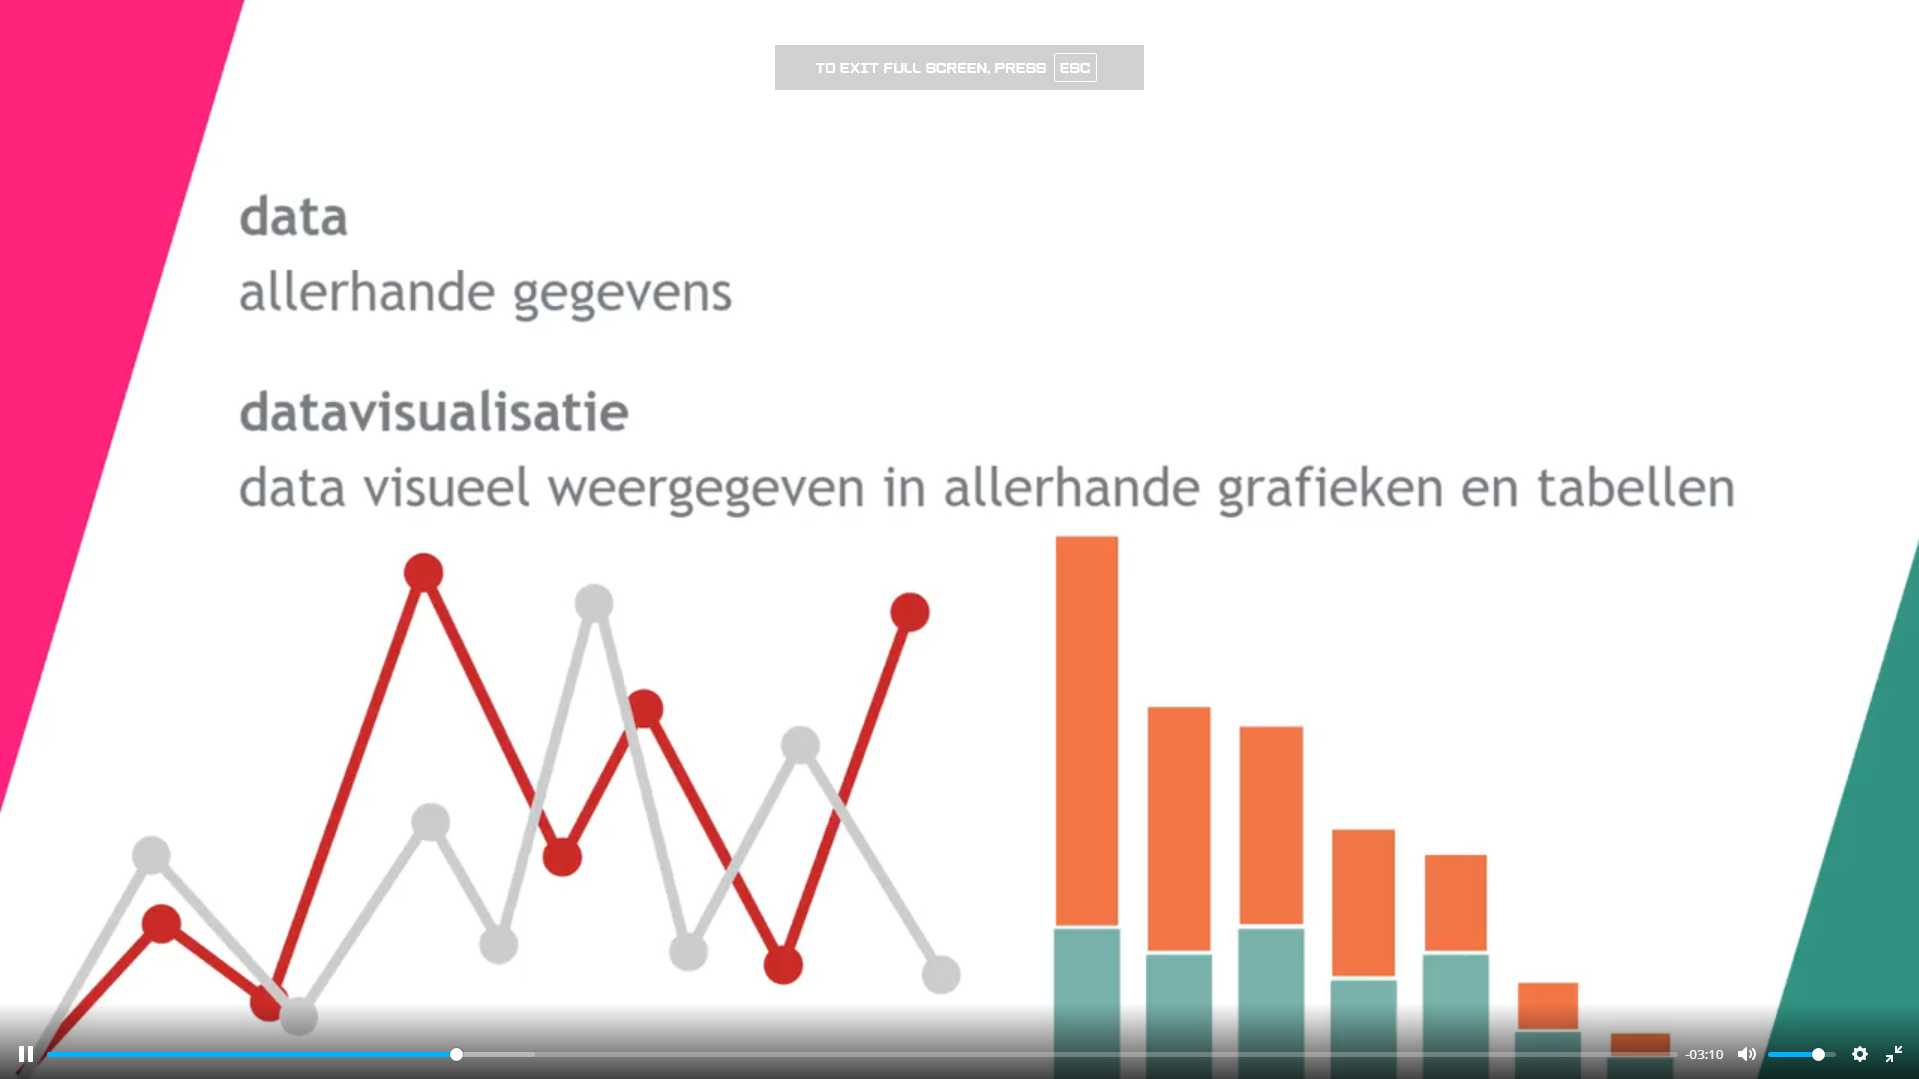 TO EXIT FULL SCREEN, PRESS ESC
data
allerhande gegevens
datavisualisatie
data visueel weergegeven in allerhande grafieken en tabellen
-03:10